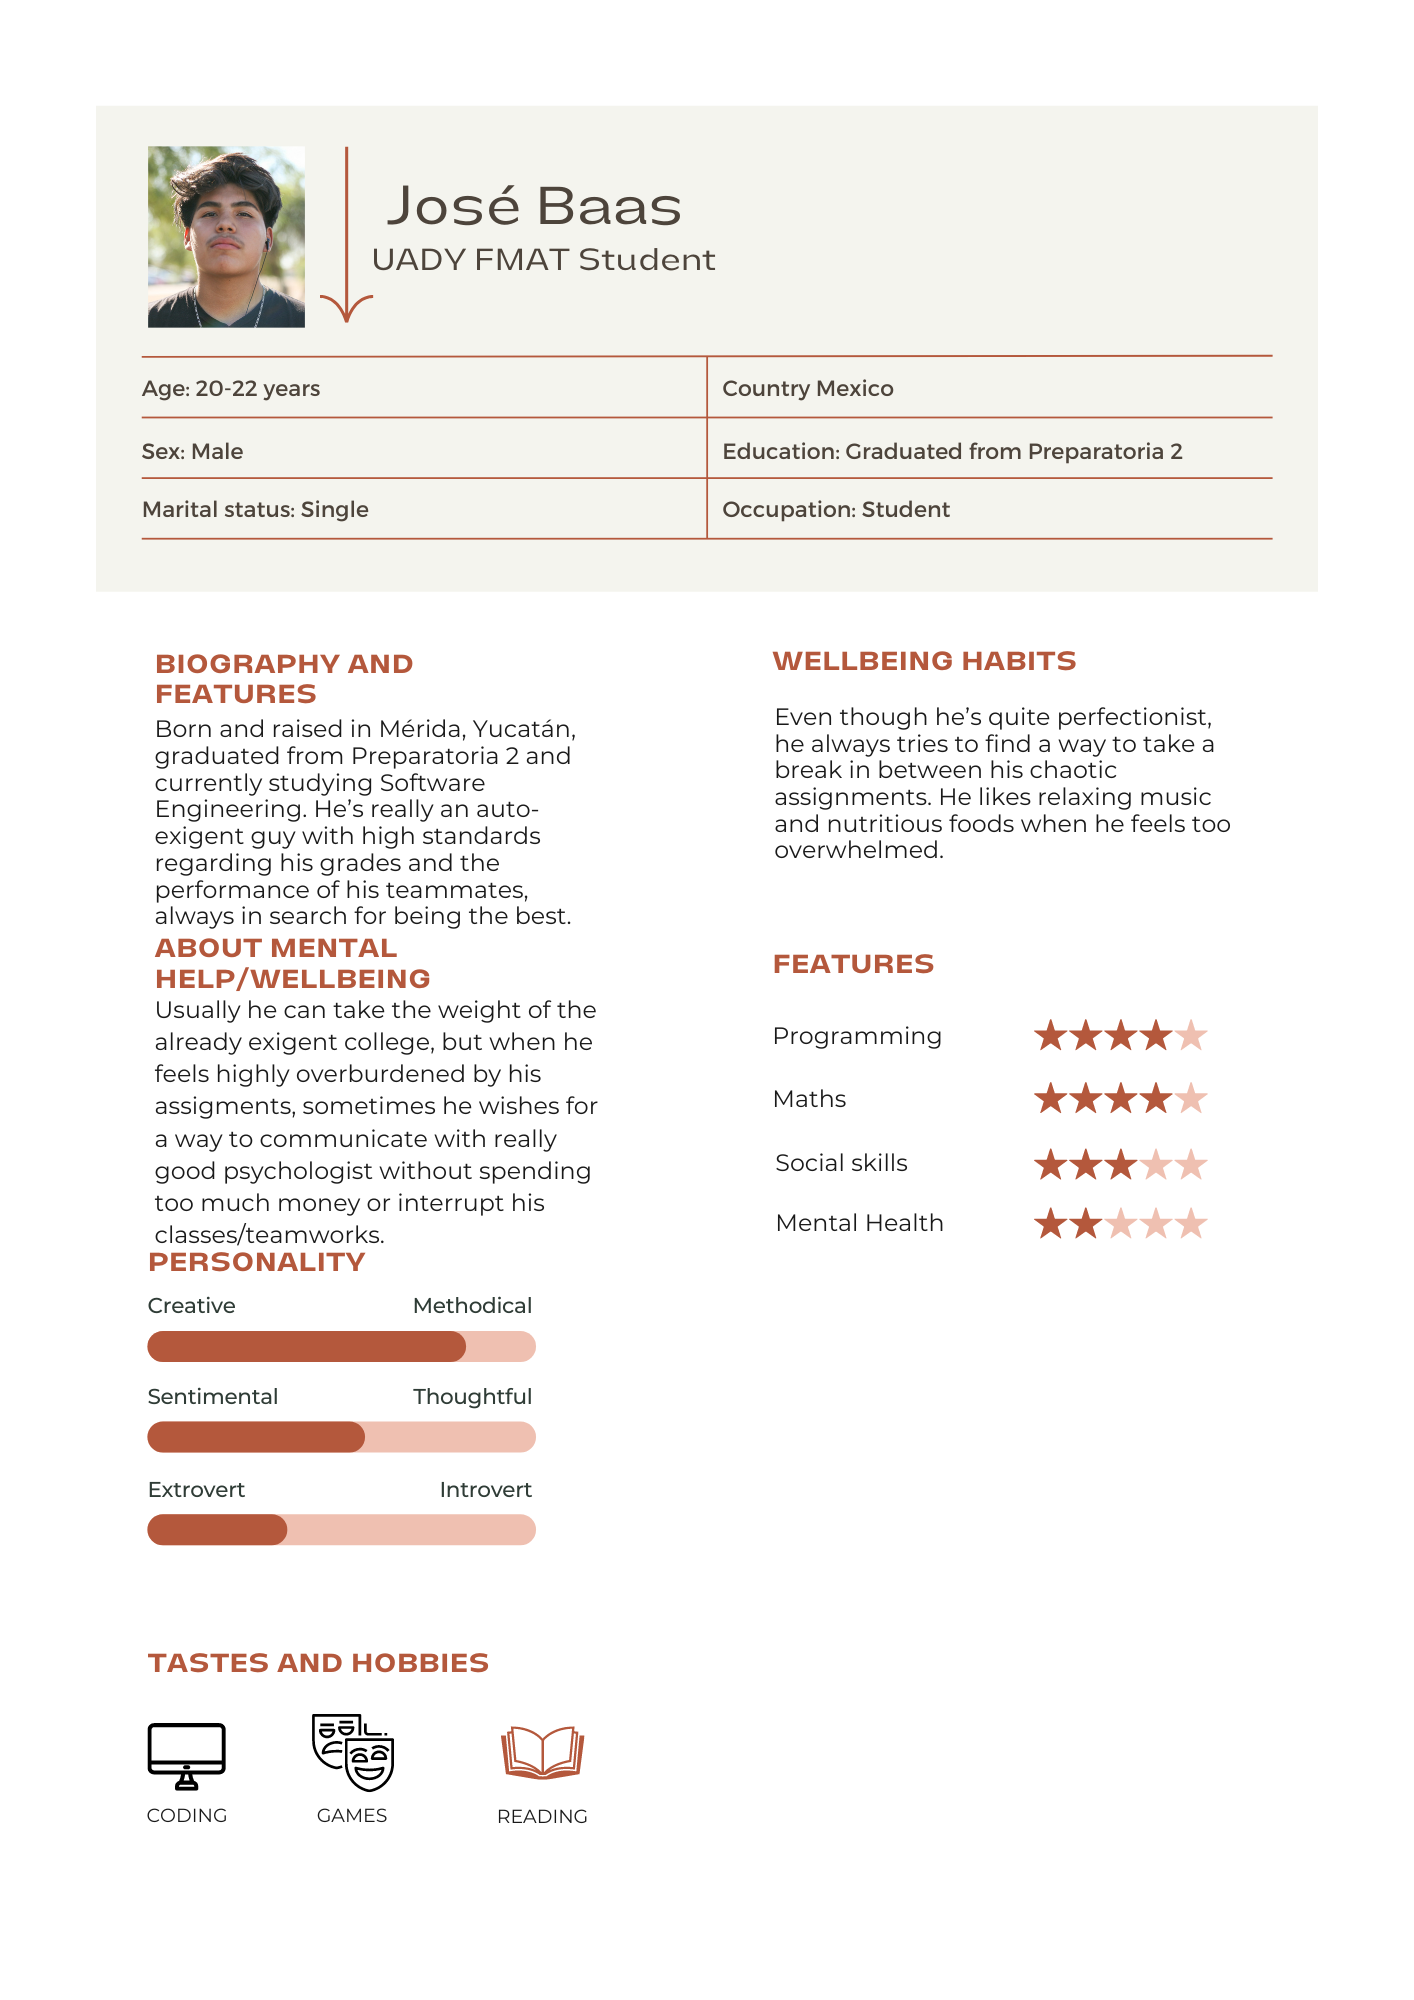 José Baas
UADY FMAT Student
Age: 20-22 years
Country Mexico
Sex: Male
Education: Graduated from Preparatoria 2
Marital status: Single
Occupation: Student
BIOGRAPHY AND
FEATURES
Born and raised in Mérida, Yucatán,
graduated from Preparatoria 2 and
currently studying Software
Engineering. He’s really an auto-
exigent guy with high standards
regarding his grades and the
performance of his teammates,
always in search for being the best.
ABOUT MENTAL
HELP/WELLBEING
Usually he can take the weight of the
already exigent college, but when he
feels highly overburdened by his
assigments, sometimes he wishes for
a way to communicate with really
good psychologist without spending
too much money or interrupt his
classes/teamworks.
PERSONALITY
Creative
Methodical
Sentimental
Thoughtful
Extrovert
Introvert
TASTES AND HOBBIES
CODING
GAMES
READING
WELLBEING HABITS
Even though he’s quite perfectionist,
he always tries to find a way to take a
break in between his chaotic
assignments. He likes relaxing music
and nutritious foods when he feels too
overwhelmed.
FEATURES
Programming
Maths
Social skills
Mental Health